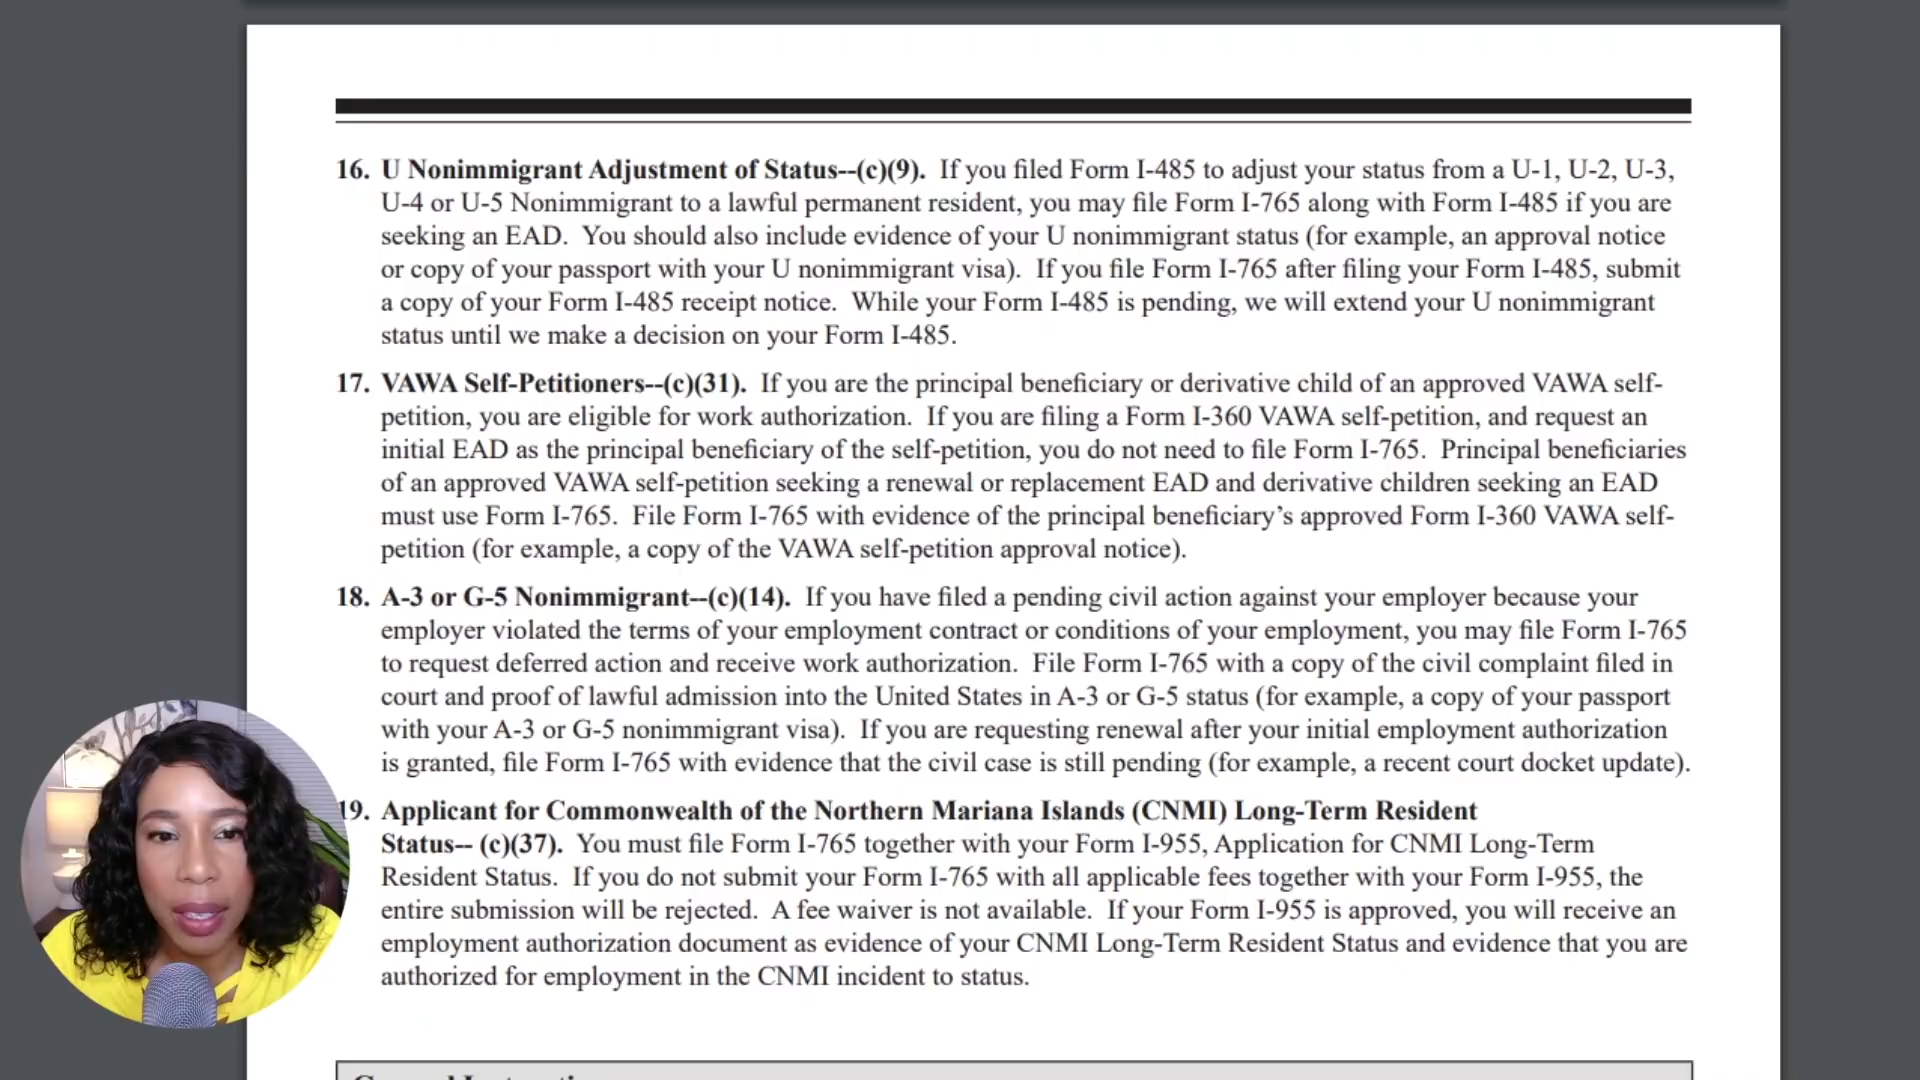 16. U Nonimmigrant Adjustment of Status--(c)(9). If you filed Form I-485 to adjust your status from a U-1, U-2, U-3,
U-4 or U-5 Nonimmigrant to a lawful permanent resident, you may file Form I-765 along with Form I-485 if you are
seeking an EAD. You should also include evidence of your U nonimmigrant status (for example, an approval notice
or copy of your passport with your U nonimmigrant visa). If you file Form I-765 after filing your Form I-485, submit
a copy of your Form I-485 receipt notice. While your Form I-485 is pending, we will extend your U nonimmigrant
status until we make a decision on your Form I-485.
17. VAWA Self-Petitioners--(c)(31). If you are the principal beneficiary or derivative child of an approved VAWA self-
petition, you are eligible for work authorization. If you are filing a Form I-360 VAWA self-petition, and request an
initial EAD as the principal beneficiary of the self-petition, you do not need to file Form I-765. Principal beneficiaries
of an approved VAWA self-petition seeking a renewal or replacement EAD and derivative children seeking an EAD
must use Form I-765. File Form I-765 with evidence of the principal beneficiary's approved Form I-360 VAWA self-
petition (for example, a copy of the VAWA self-petition approval notice).
18. A-3 or G-5 Nonimmigrant--(c)(14). If you have filed a pending civil action against your employer because your
employer violated the terms of your employment contract or conditions of your employment, you may file Form I-765
to request deferred action and receive work authorization. File Form I-765 with a copy of the civil complaint filed in
court and proof of lawful admission into the United States in A-3 or G-5 status (for example, a copy of your passport
with your A-3 or G-5 nonimmigrant visa). If you are requesting renewal after your initial employment authorization
is granted, file Form I-765 with evidence that the civil case is still pending (for example, a recent court docket update).
19. Applicant for Commonwealth of the Northern Mariana Islands (CNMI) Long-Term Resident
Status-- (c)(37). You must file Form I-765 together with your Form I-955, Application for CNMI Long-Term
Resident Status. If you do not submit your Form I-765 with all applicable fees together with your Form I-955, the
entire submission will be rejected. A fee waiver is not available. If your Form I-955 is approved, you will receive an
employment authorization document as evidence of your CNMI Long-Term Resident Status and evidence that you are
authorized for employment in the CNMI incident to status.